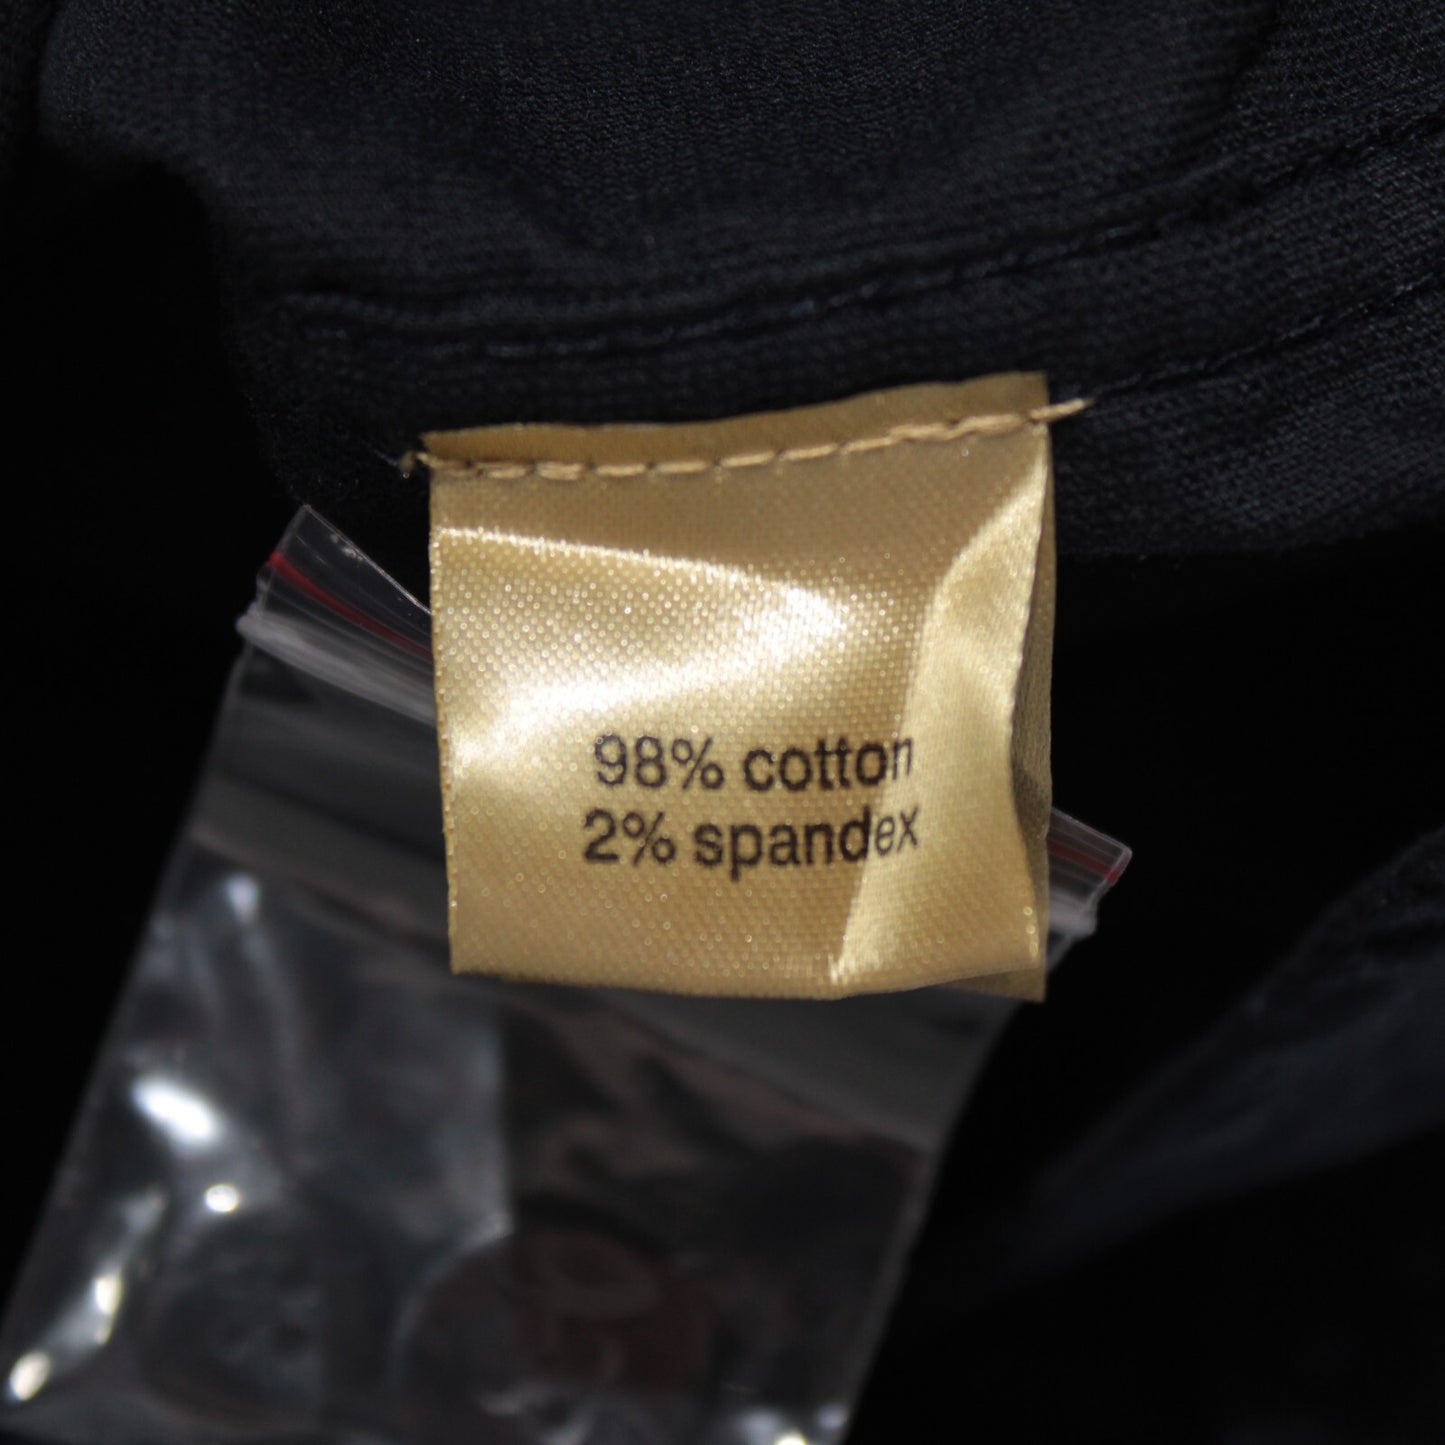 98% cotton
2% spandex